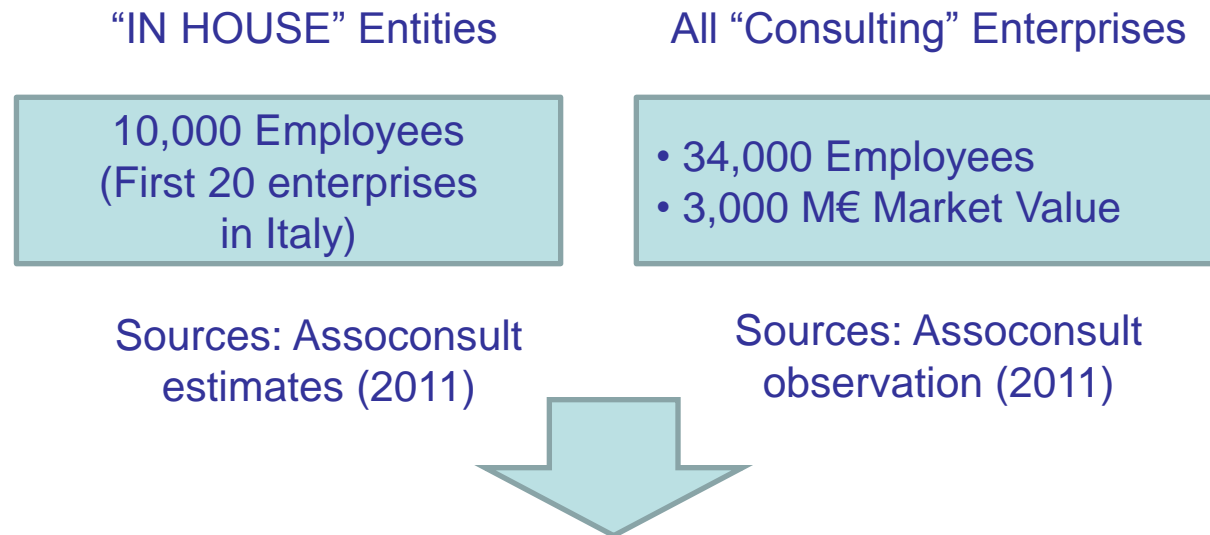 “IN HOUSE” Entities
All “Consulting” Enterprises
10,000 Employees
(First 20 enterprises
in Italy)
• 34,000 Employees
• 3,000 M€ Market Value
Sources: Assoconsult
estimates (2011)
Sources: Assoconsult
observation (2011)